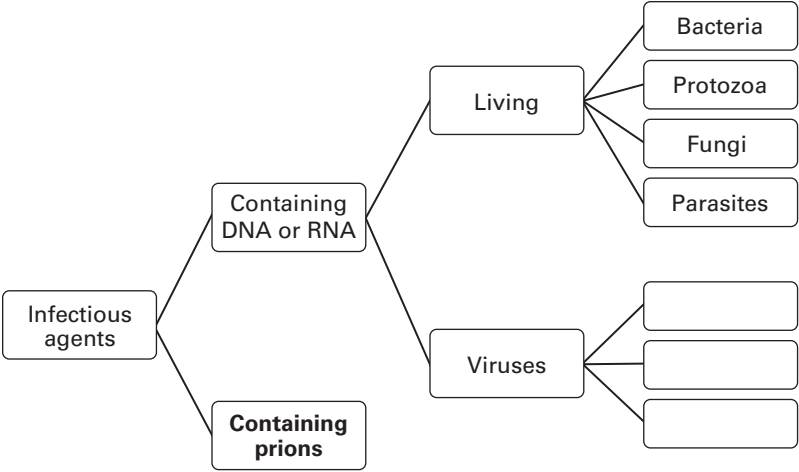 Bacteria
Protozoa
Fungi
Parasites
Living
Containing
DNA or RNA
Infectious
agents
Viruses
Containing
prions